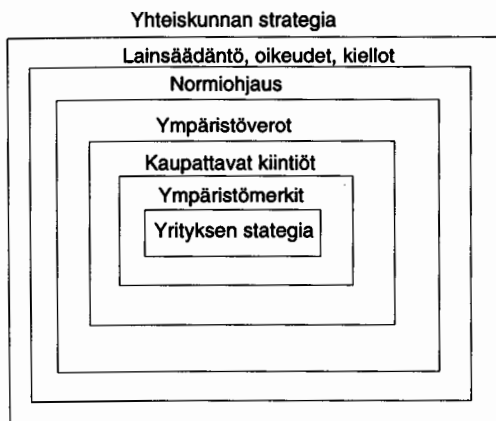 Yhteiskunnan strategia
Lainsäädäntö, oikeudet, kiellot
Normiohjaus
Ympäristöverot
Kaupattavat kiintiöt
Ympäristömerkit
Yrityksen stategia